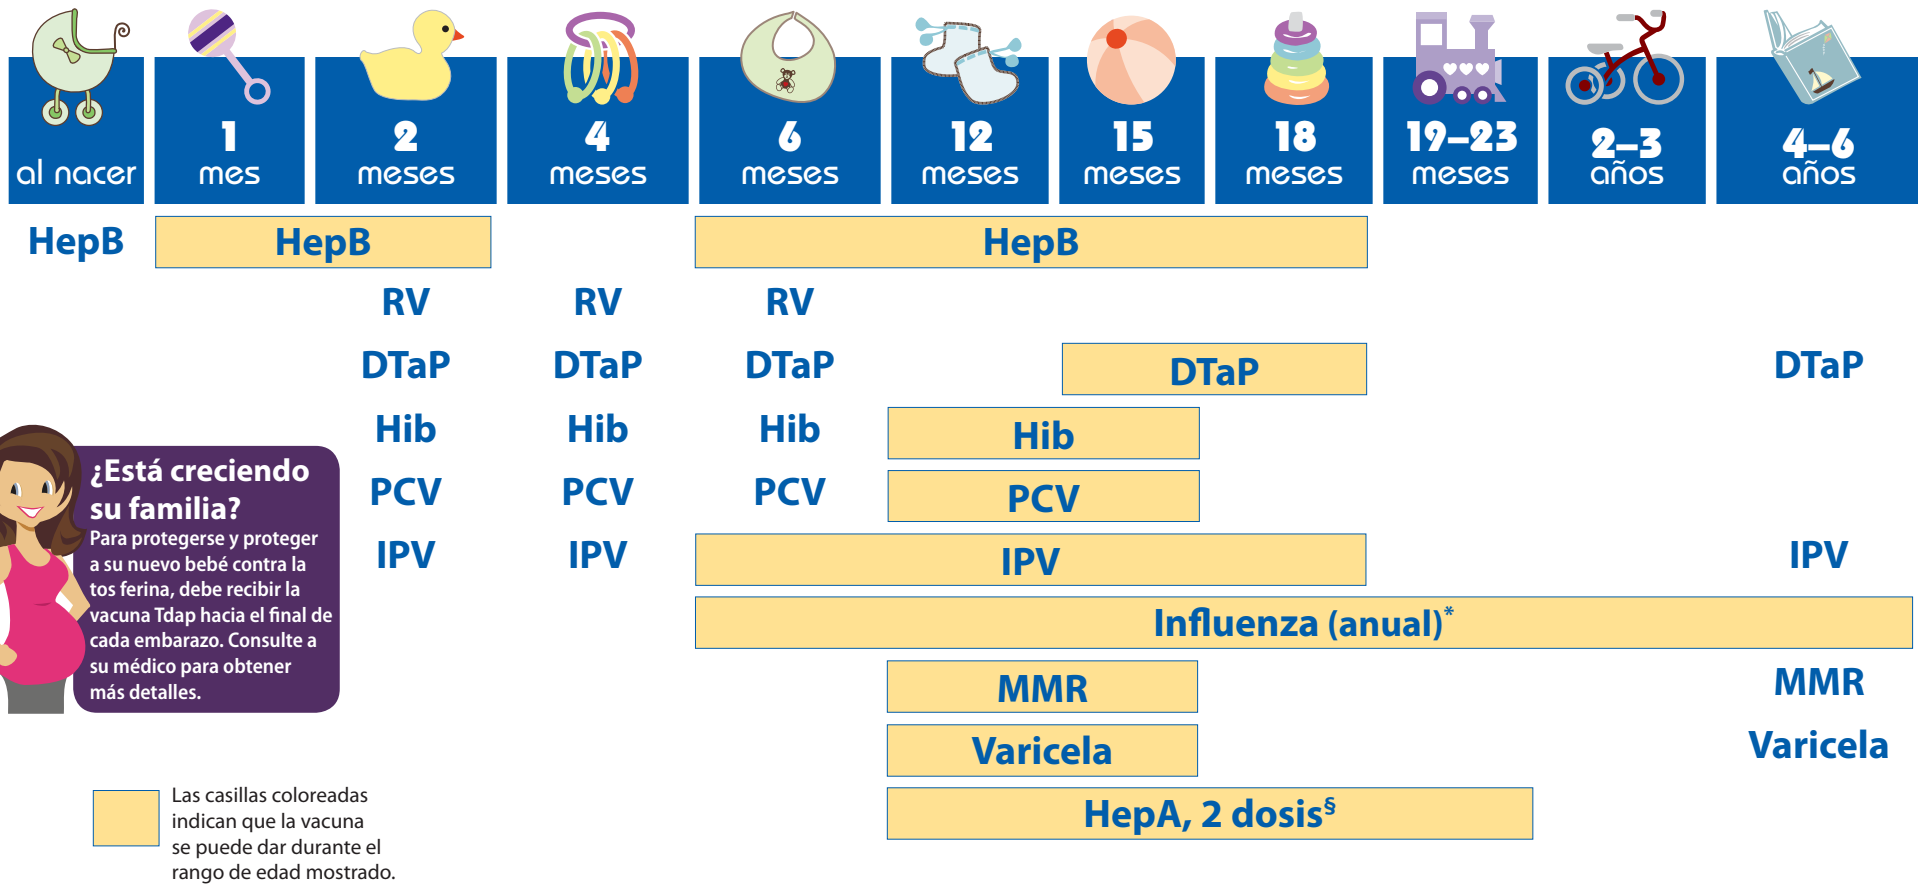 al nacer
1
mes
2
meses
4
meses
6
meses
12
meses
15
meses
18
meses
19–23
meses
2–3
años
4–6
años
HepB
HepB
HepB
RV
RV
RV
DTaP
DTaP
DTaP
DTaP
DTaP
Hib
Hib
Hib
Hib
PCV
PCV
PCV
PCV
IPV
IPV
IPV
IPV
Influenza (anual)*
MMR
MMR
Varicela
Varicela
HepA, 2 dosis§
¿Está creciendo
su familia?
Para protegerse y proteger
a su nuevo bebé contra la
tos ferina, debe recibir la
vacuna Tdap hacia el final de
cada embarazo. Consulte a
su médico para obtener
más detalles.
Las casillas coloreadas
indican que la vacuna
se puede dar durante el
rango de edad mostrado.